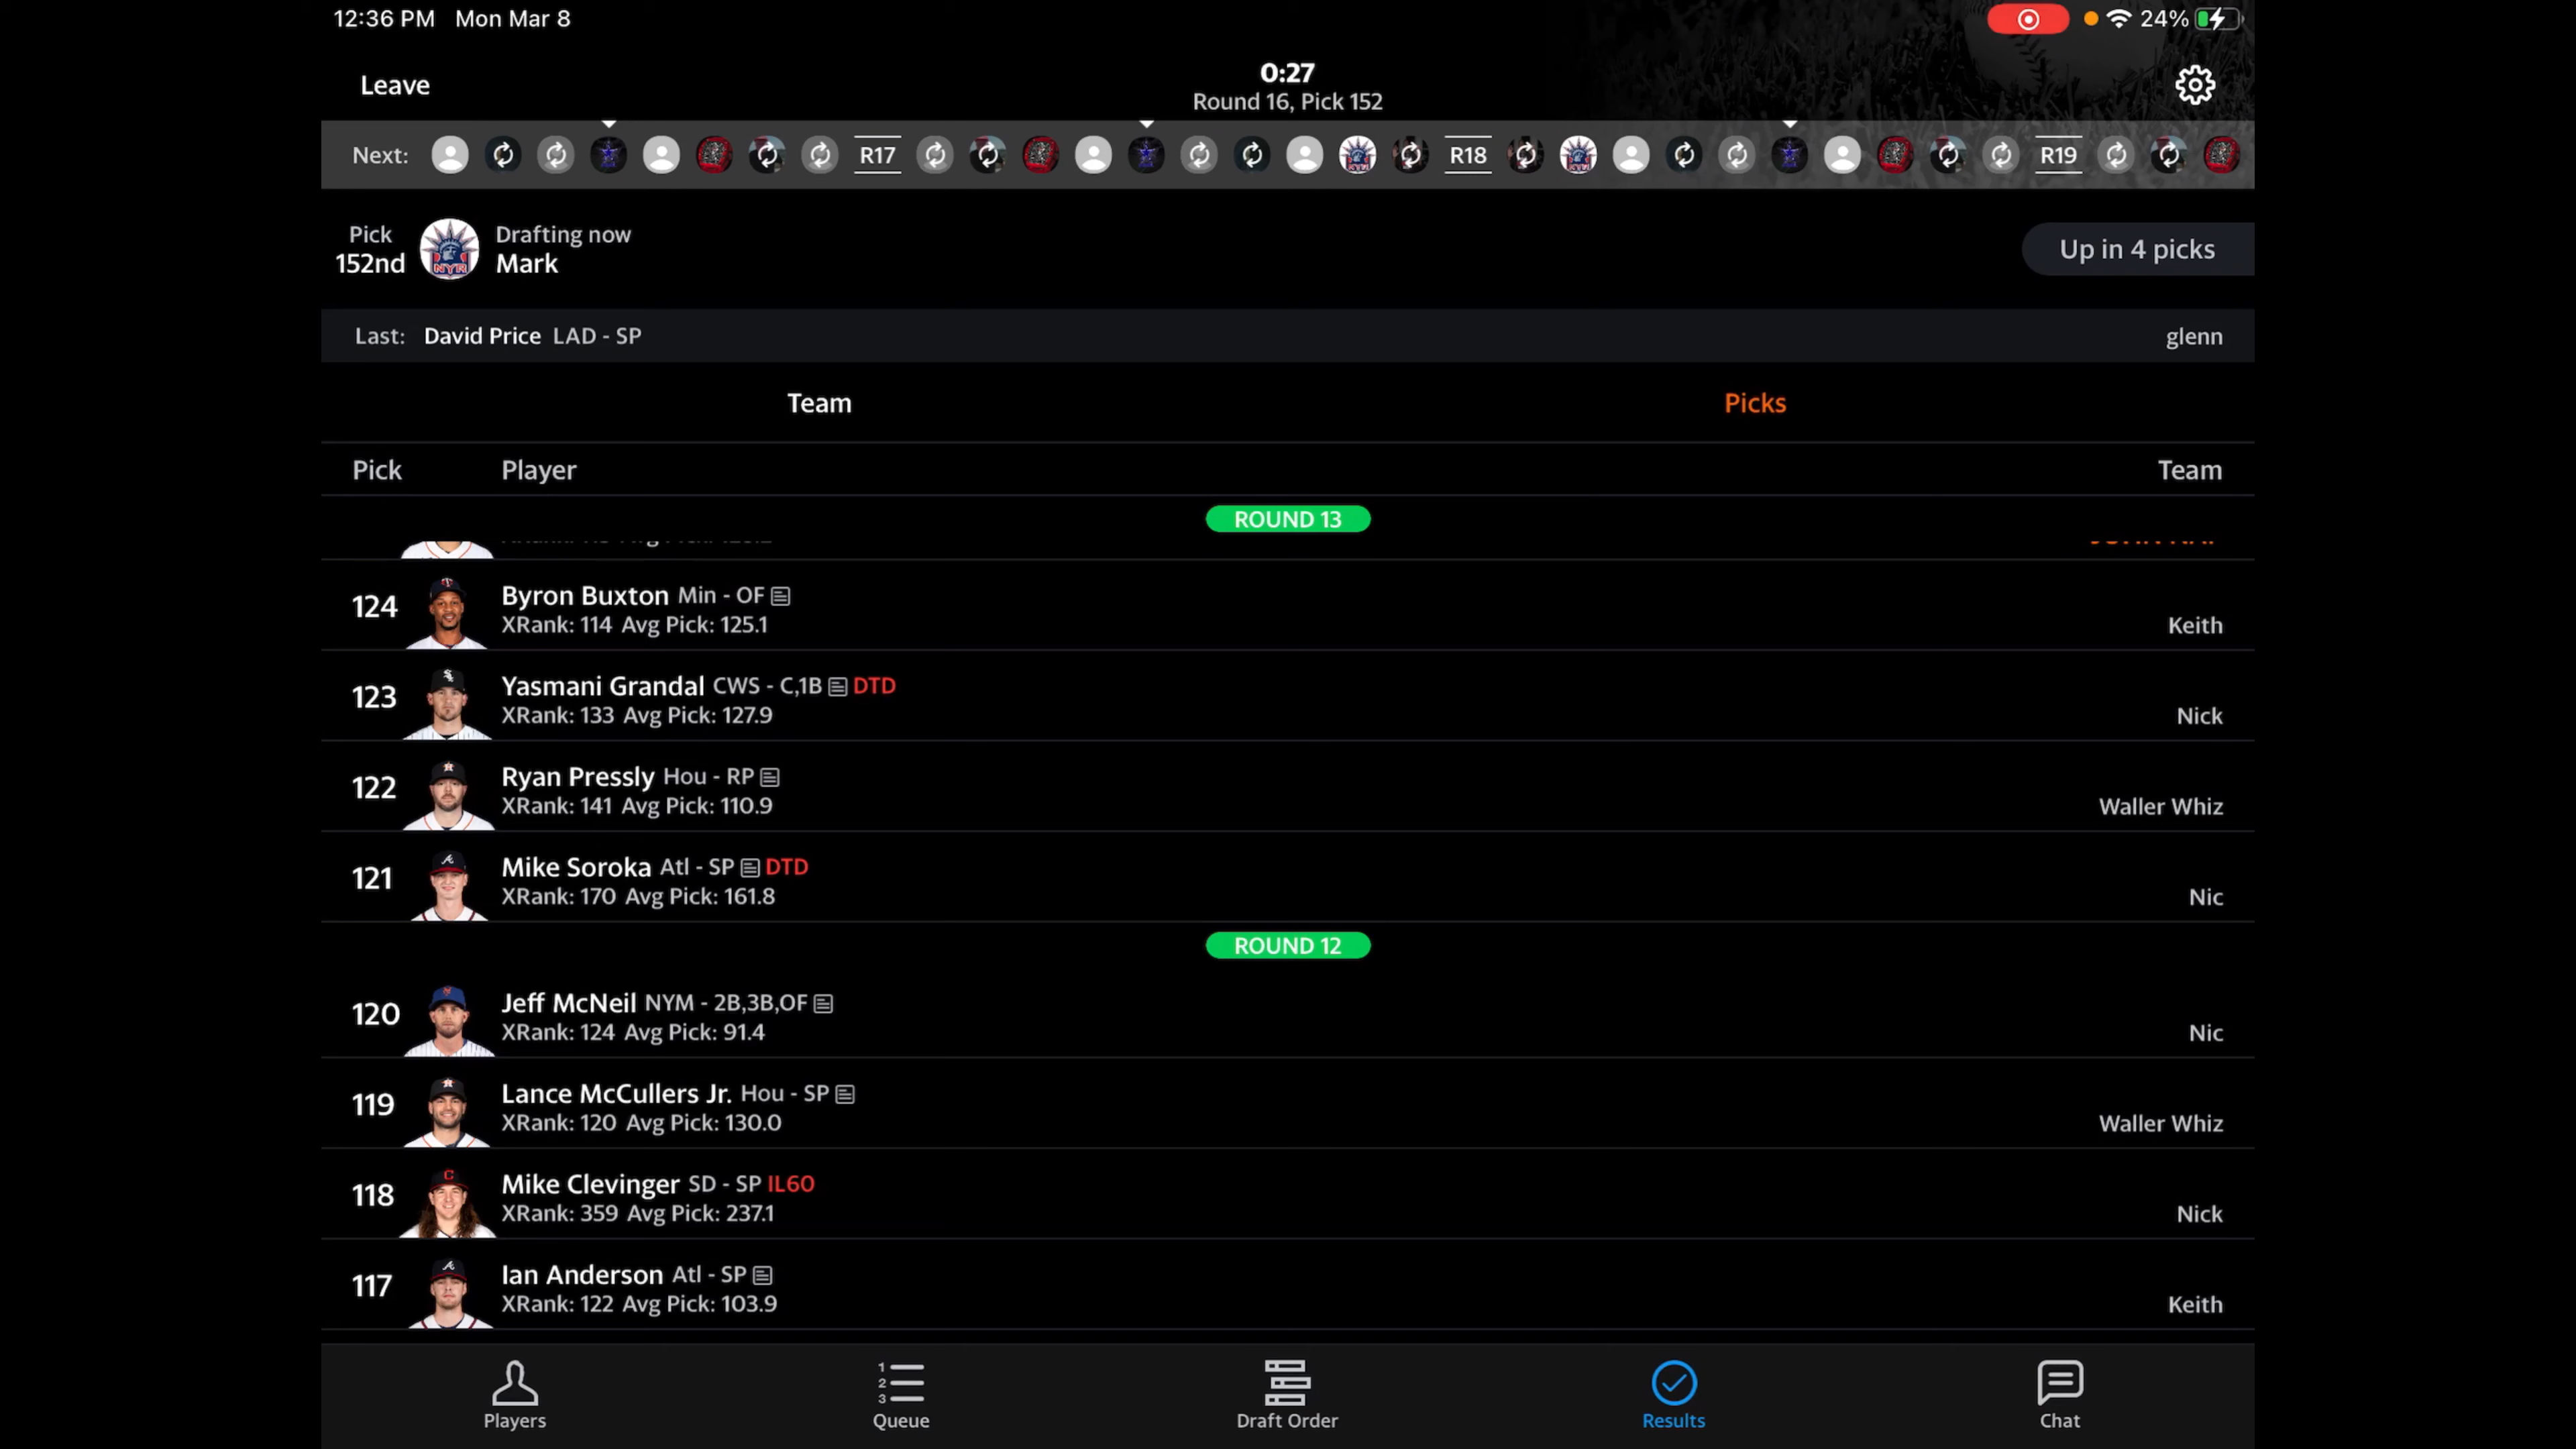 12:36 PM Mon Mar 8
24%
Leave
0:27
Round 16, Pick 152
Next: R17 R18 R19
Pick
152nd
NYR
Drafting now
Mark
Up in 4 picks
Last: David Price LAD - SP glenn
Team Picks
Pick Player Team
ROUND 13
124 Byron Buxton Min - OF
XRank: 114 Avg Pick: 125.1 Keith
123 Yasmani Grandal CWS - C,1B DTD
XRank: 133 Avg Pick: 127.9 Nick
122 Ryan Pressly Hou - RP
XRank: 141 Avg Pick: 110.9 Waller Whiz
121 Mike Soroka Atl - SP DTD
XRank: 170 Avg Pick: 161.8 Nic
ROUND 12
120 Jeff McNeil NYM - 2B,3B,OF
XRank: 124 Avg Pick: 91.4 Nic
119 Lance McCullers Jr. Hou - SP
XRank: 120 Avg Pick: 130.0 Waller Whiz
118 Mike Clevinger SD - SP IL60
XRank: 359 Avg Pick: 237.1 Nick
117 Ian Anderson Atl - SP
XRank: 122 Avg Pick: 103.9 Keith
Players Queue Draft Order Results Chat